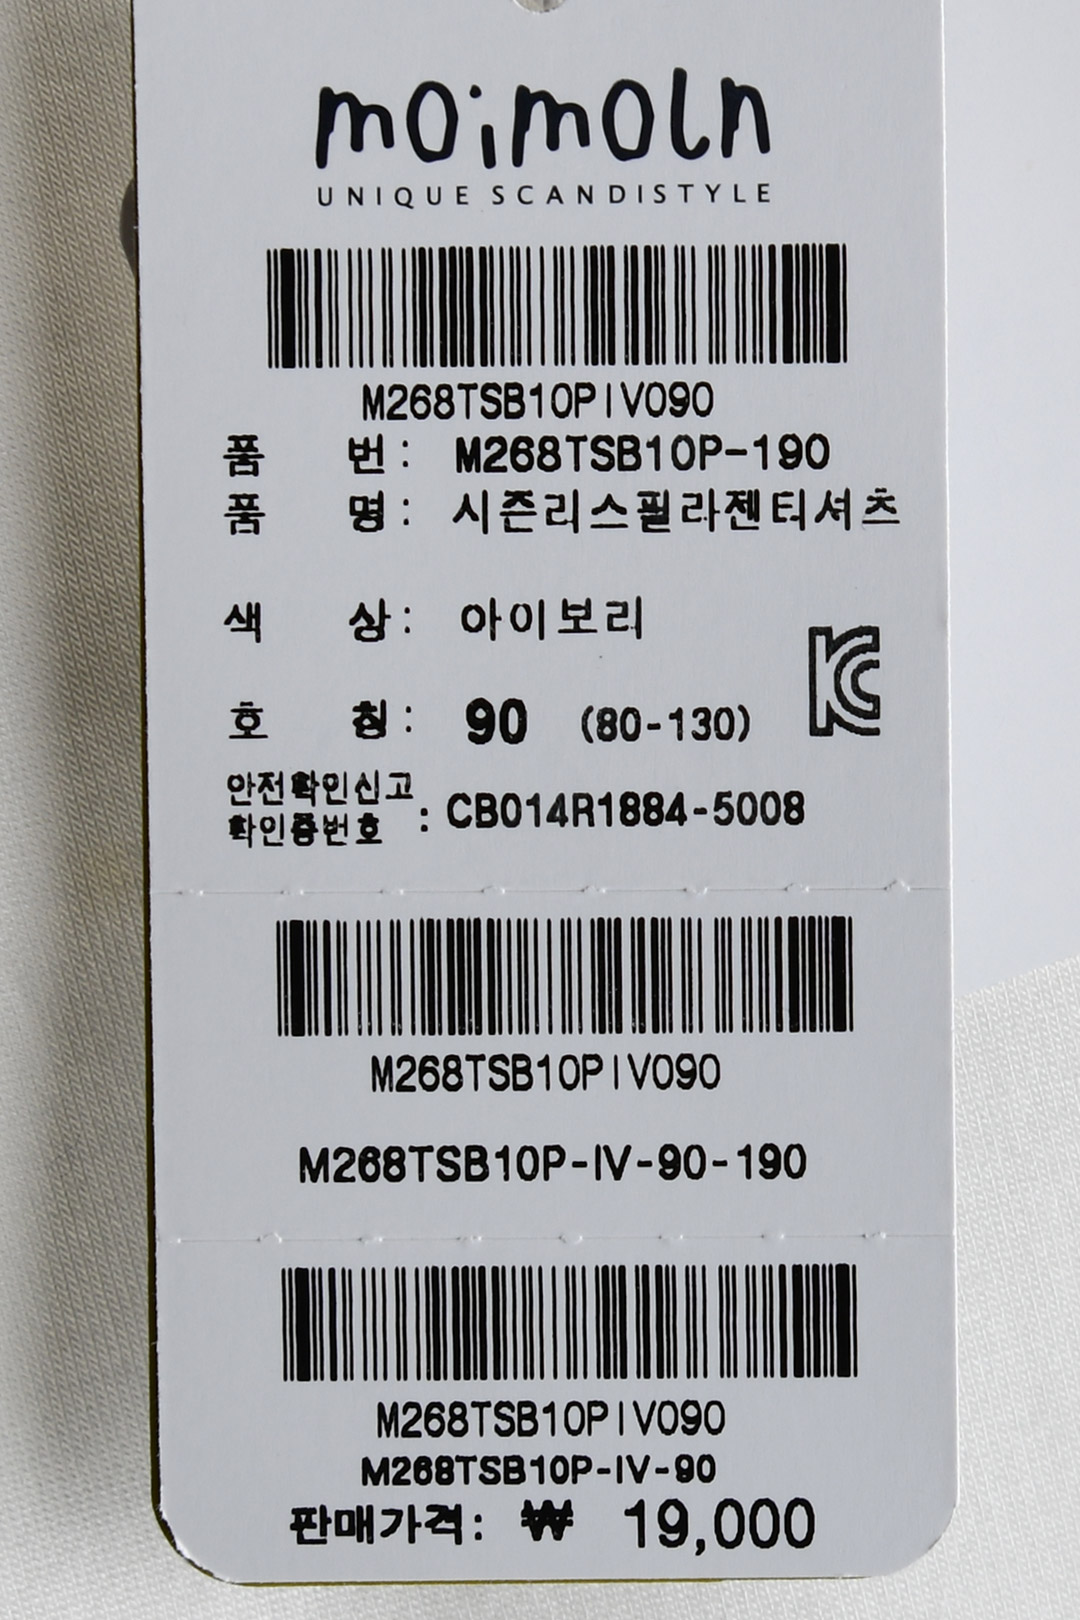 moimoln
UNIQUE SCANDISTYLE
M268TSB10PIV090
품 번: M268TSB10P-190
품 명: 시즌리스필라젠티셔츠
색 상: 아이보리
호 칭: 90 (80-130)
안전확인신고
확인증번호 : CB014R1884-5008
M268TSB10PIV090
M268TSB10P-IV-90-190
M268TSB10PIV090
M268TSB10P-IV-90
판매가격: ₩ 19,000